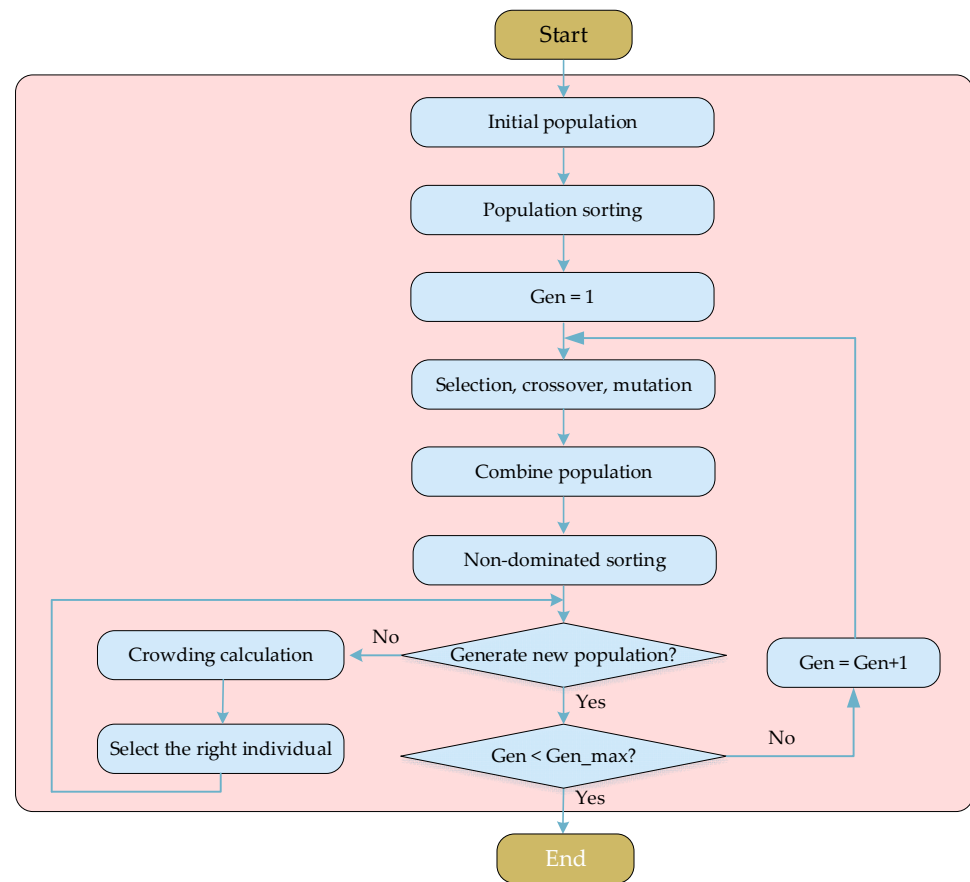 Start
Initial population
Population sorting
Gen = 1
Selection, crossover, mutation
Combine population
Non-dominated sorting
No
Crowding calculation
Generate new population?
Gen = Gen+1
Yes
Select the right individual
Gen < Gen_max?
No
Yes
End